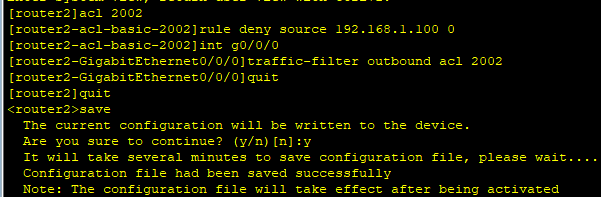 [router2]acl 2002
[router2-acl-basic-2002]rule deny source 192.168.1.100 0
[router2-acl-basic-2002]int g0/0/0
[router2-GigabitEthernet0/0/0]traffic-filter outbound acl 2002
[router2-GigabitEthernet0/0/0]quit
[router2]quit
<router2>save
The current configuration will be written to the device.
Are you sure to continue? (y/n)[n]:y
It will take several minutes to save configuration file, please wait....
Configuration file had been saved successfully
Note: The configuration file will take effect after being activated